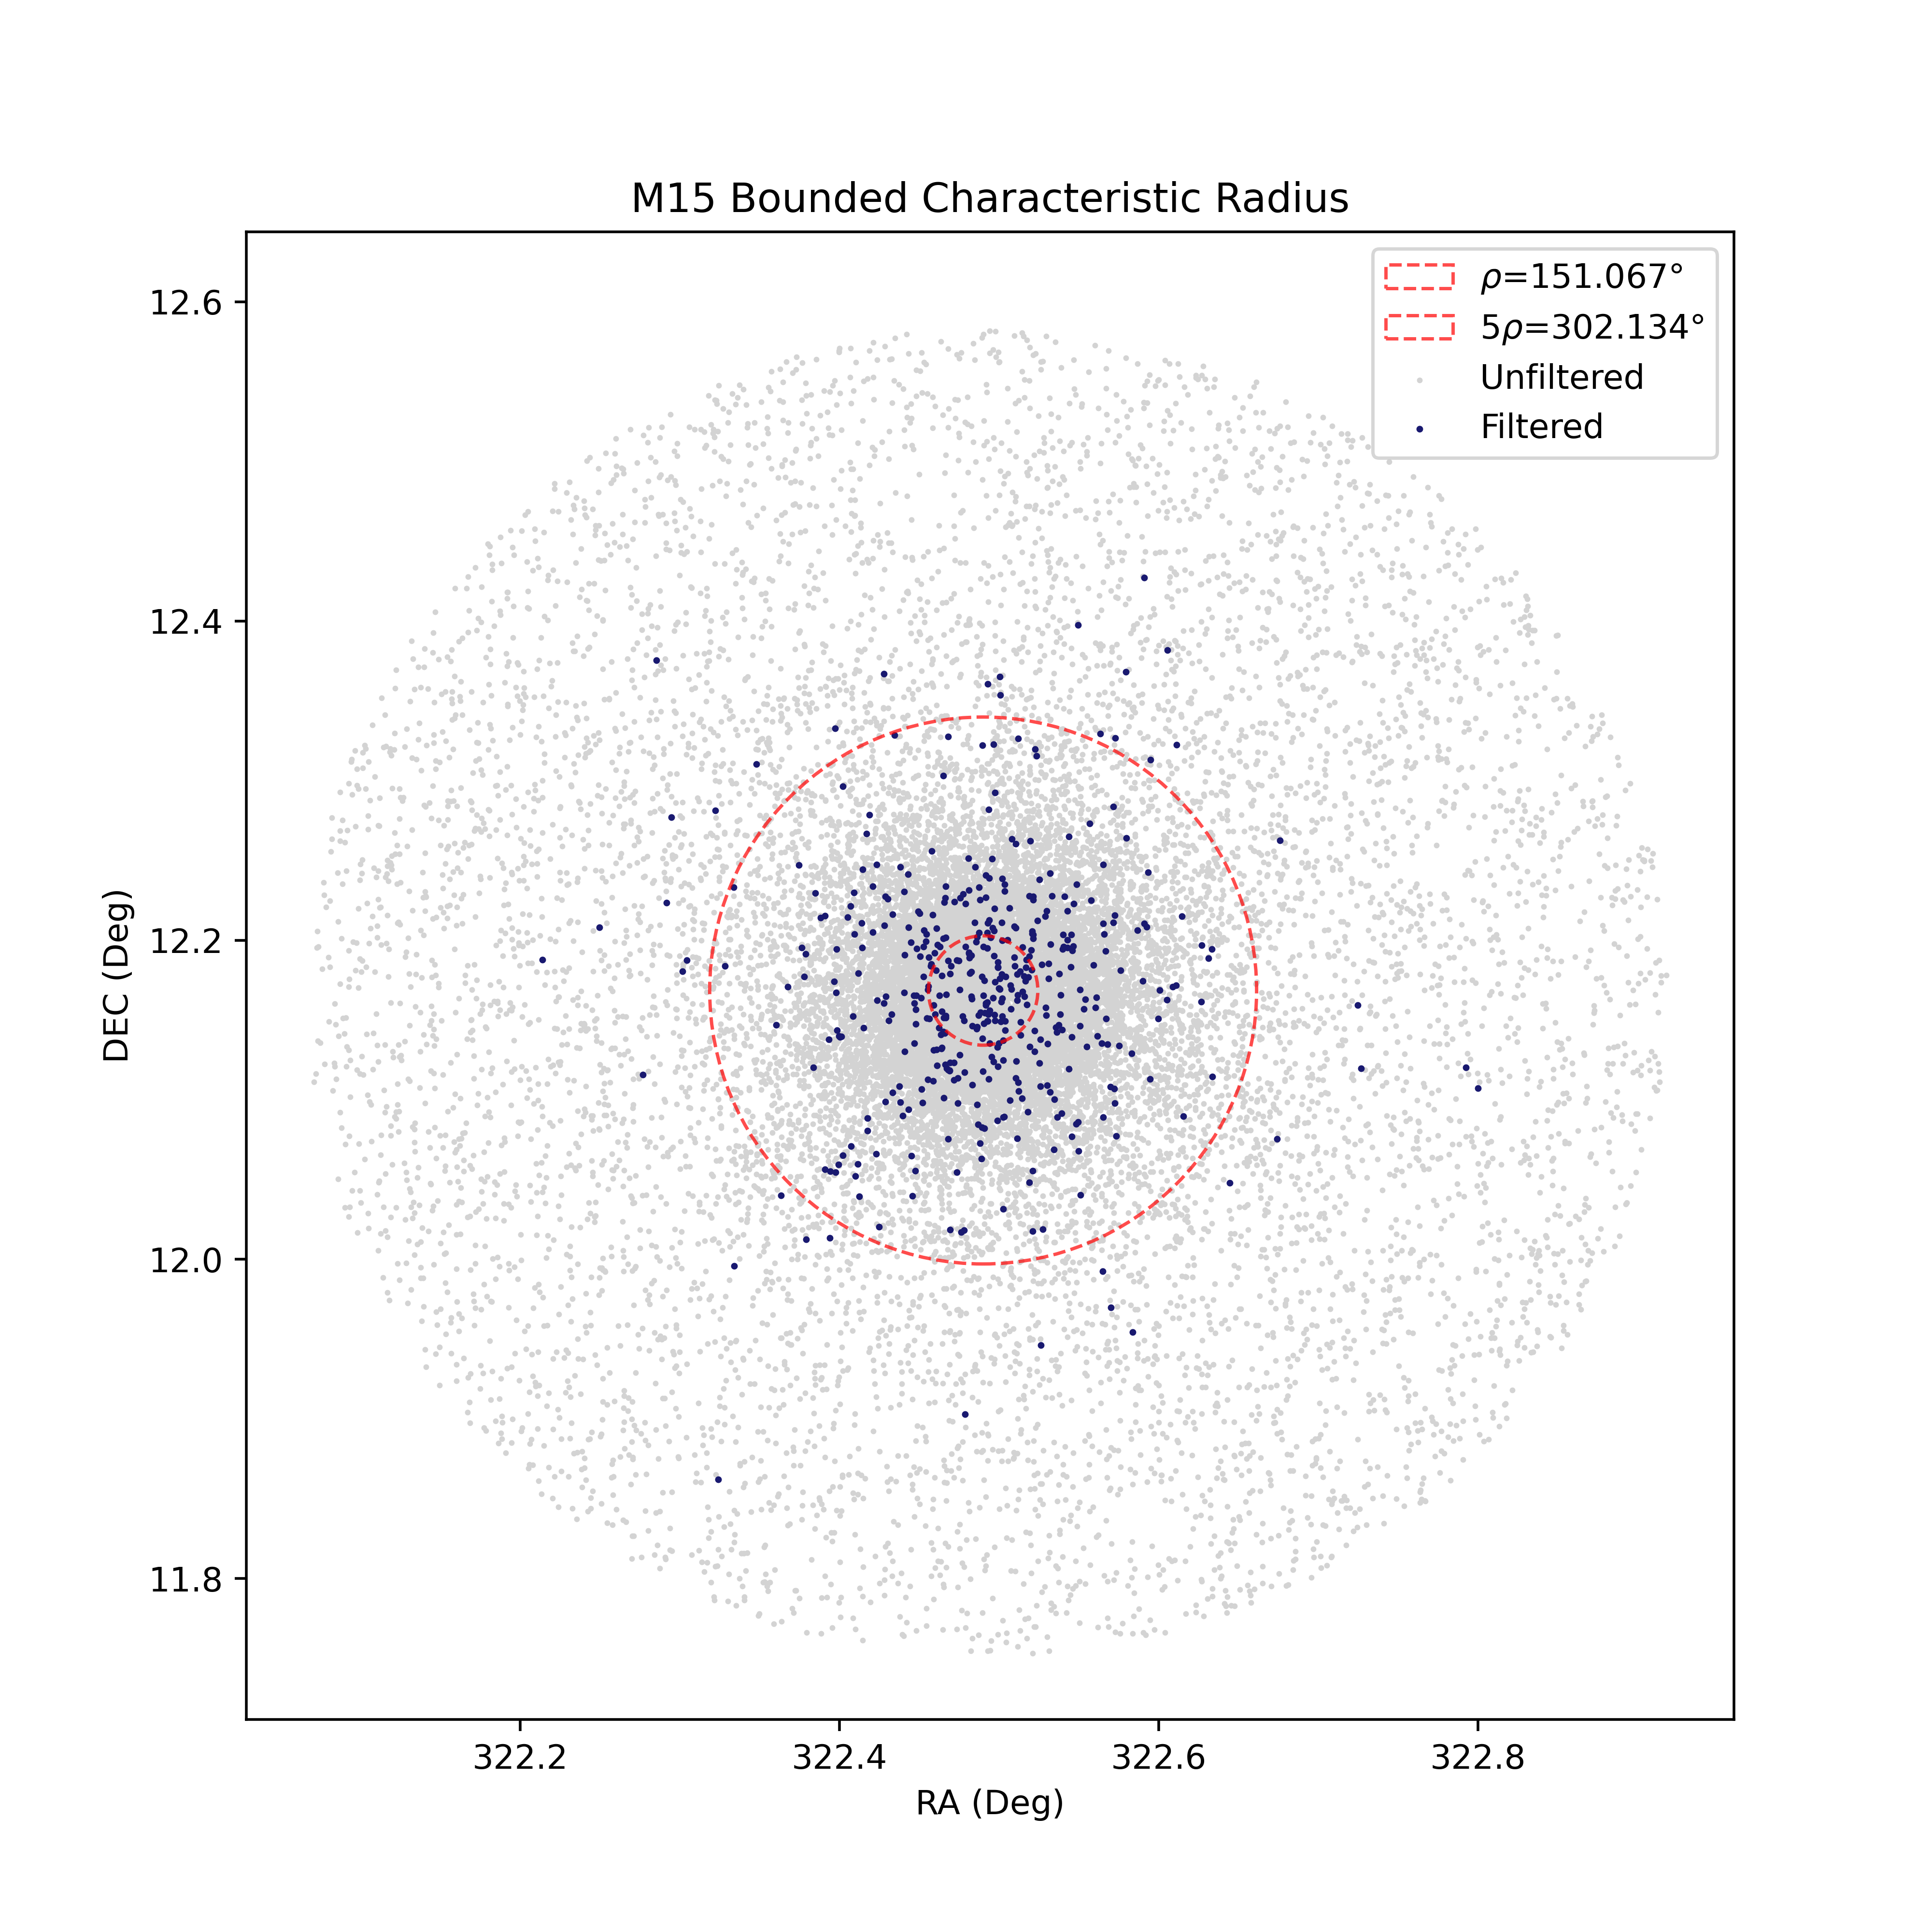 M15 Bounded Characteristic Radius
ρ=151.067°
5ρ=302.134°
Unfiltered
Filtered
12.6
12.4
12.2
12.0
11.8
DEC (Deg)
322.2 322.4 322.6 322.8
RA (Deg)